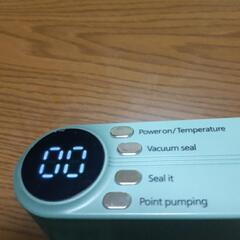 Power on/Temperature
00
Vacuum seal
Seal it
Point pumping